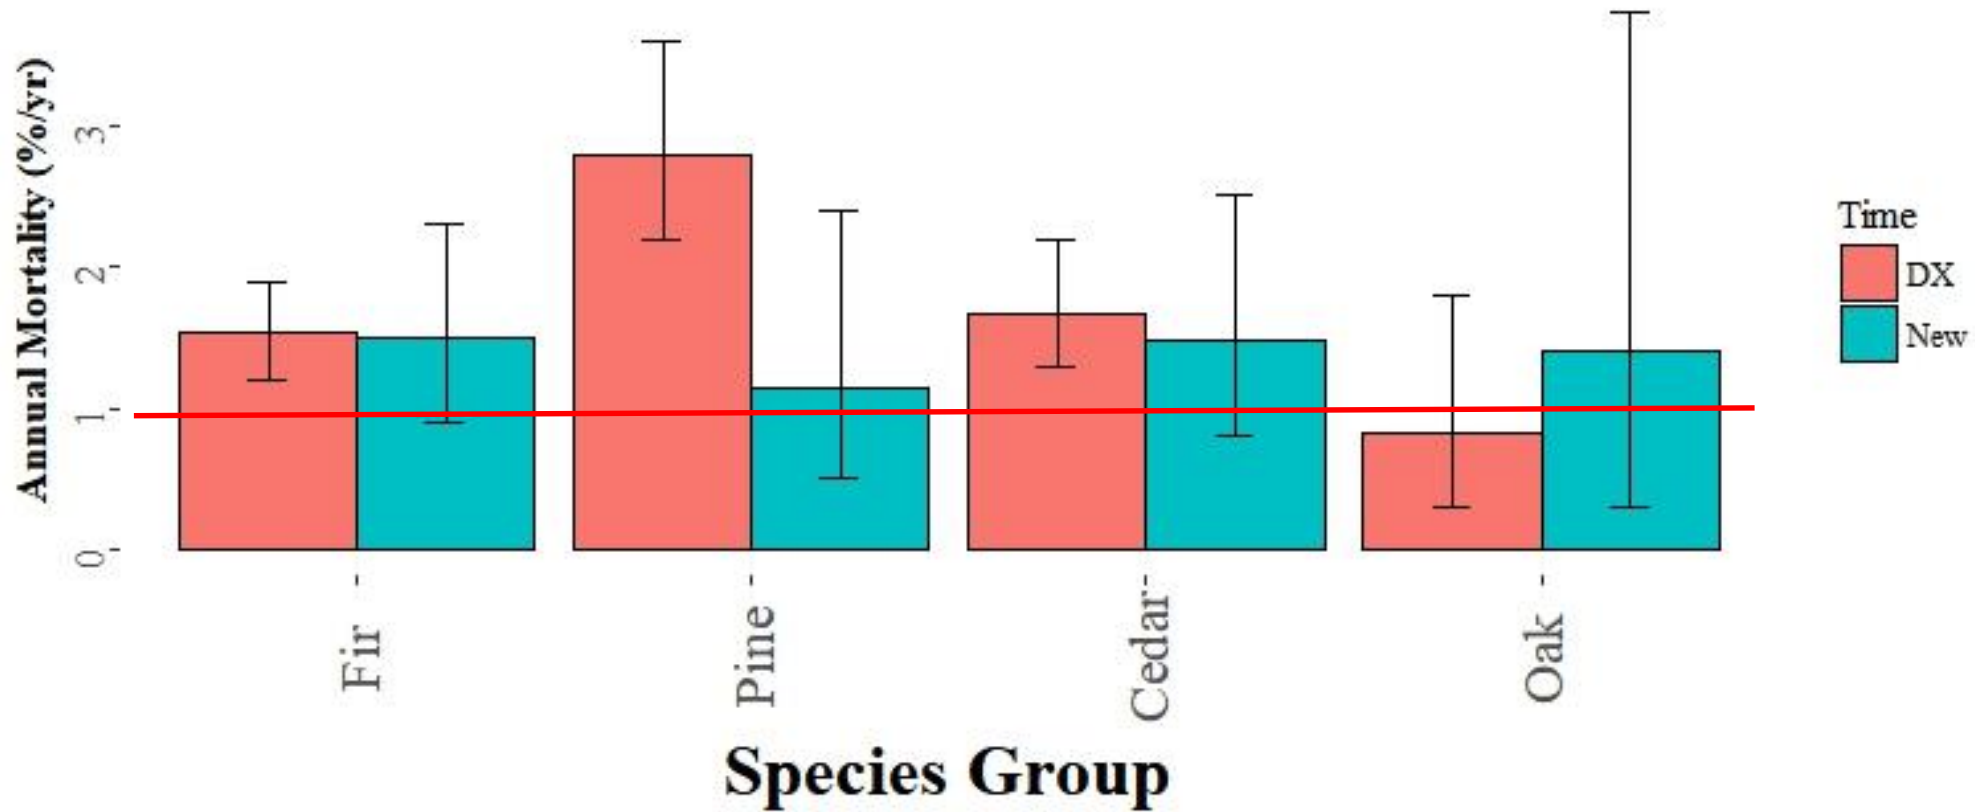 Annual Mortality (%/yr)
3
2
1
0
Fir
Pine
Cedar
Oak
Species Group
Time
DX
New